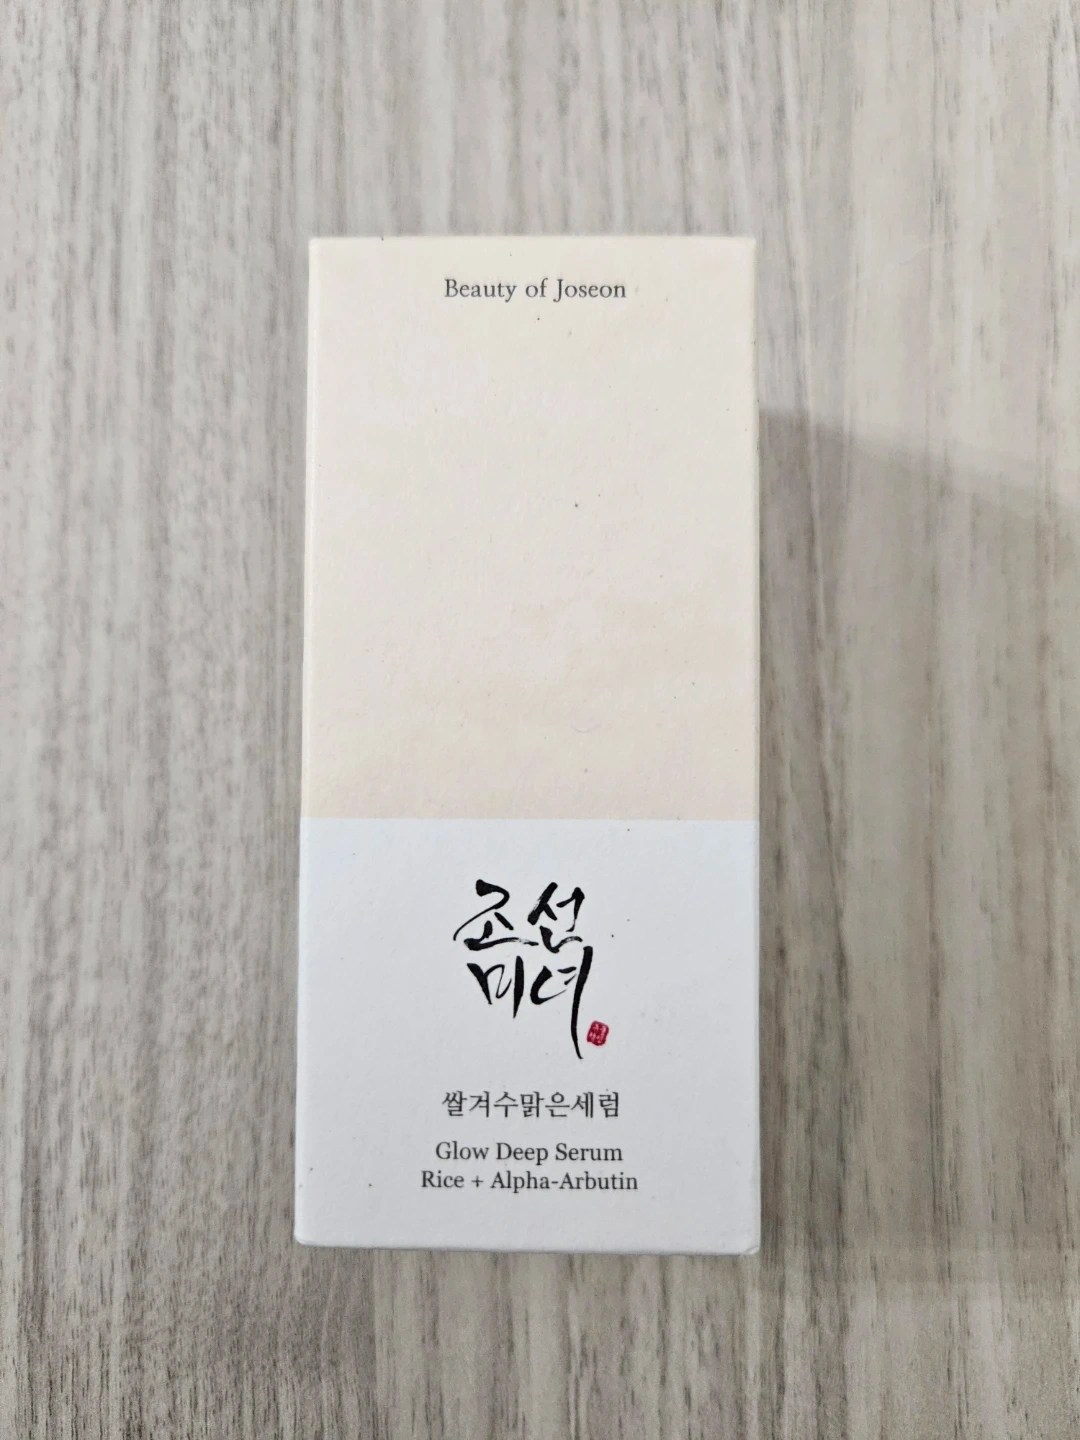 Beauty of Joseon
조선
미녀
쌀겨수맑은세럼
Glow Deep Serum
Rice + Alpha-Arbutin